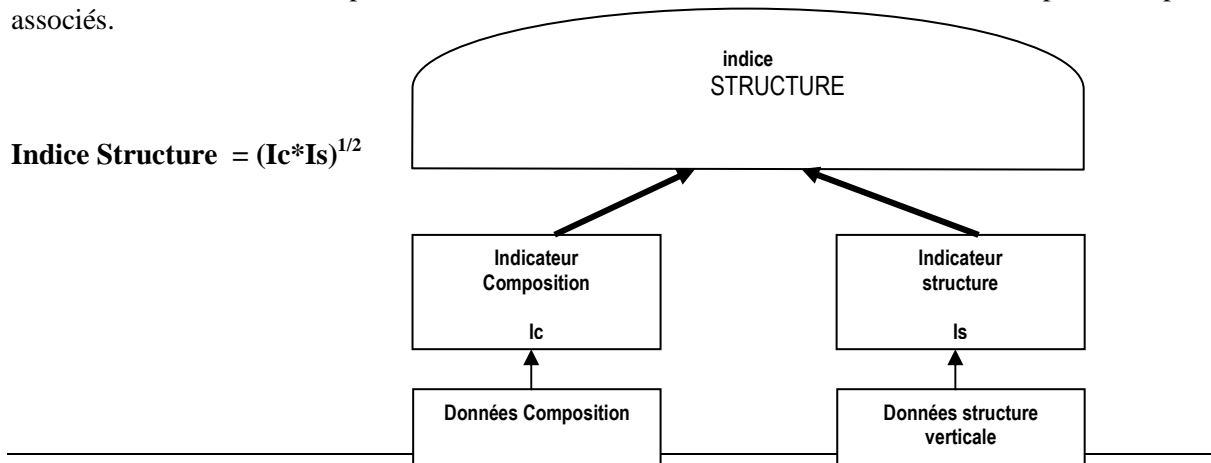 associés.
indice
STRUCTURE
Indice Structure = (Ic*Is)1/2
Indicateur
Composition
Ic
Indicateur
structure
Is
Données Composition
Données structure
verticale